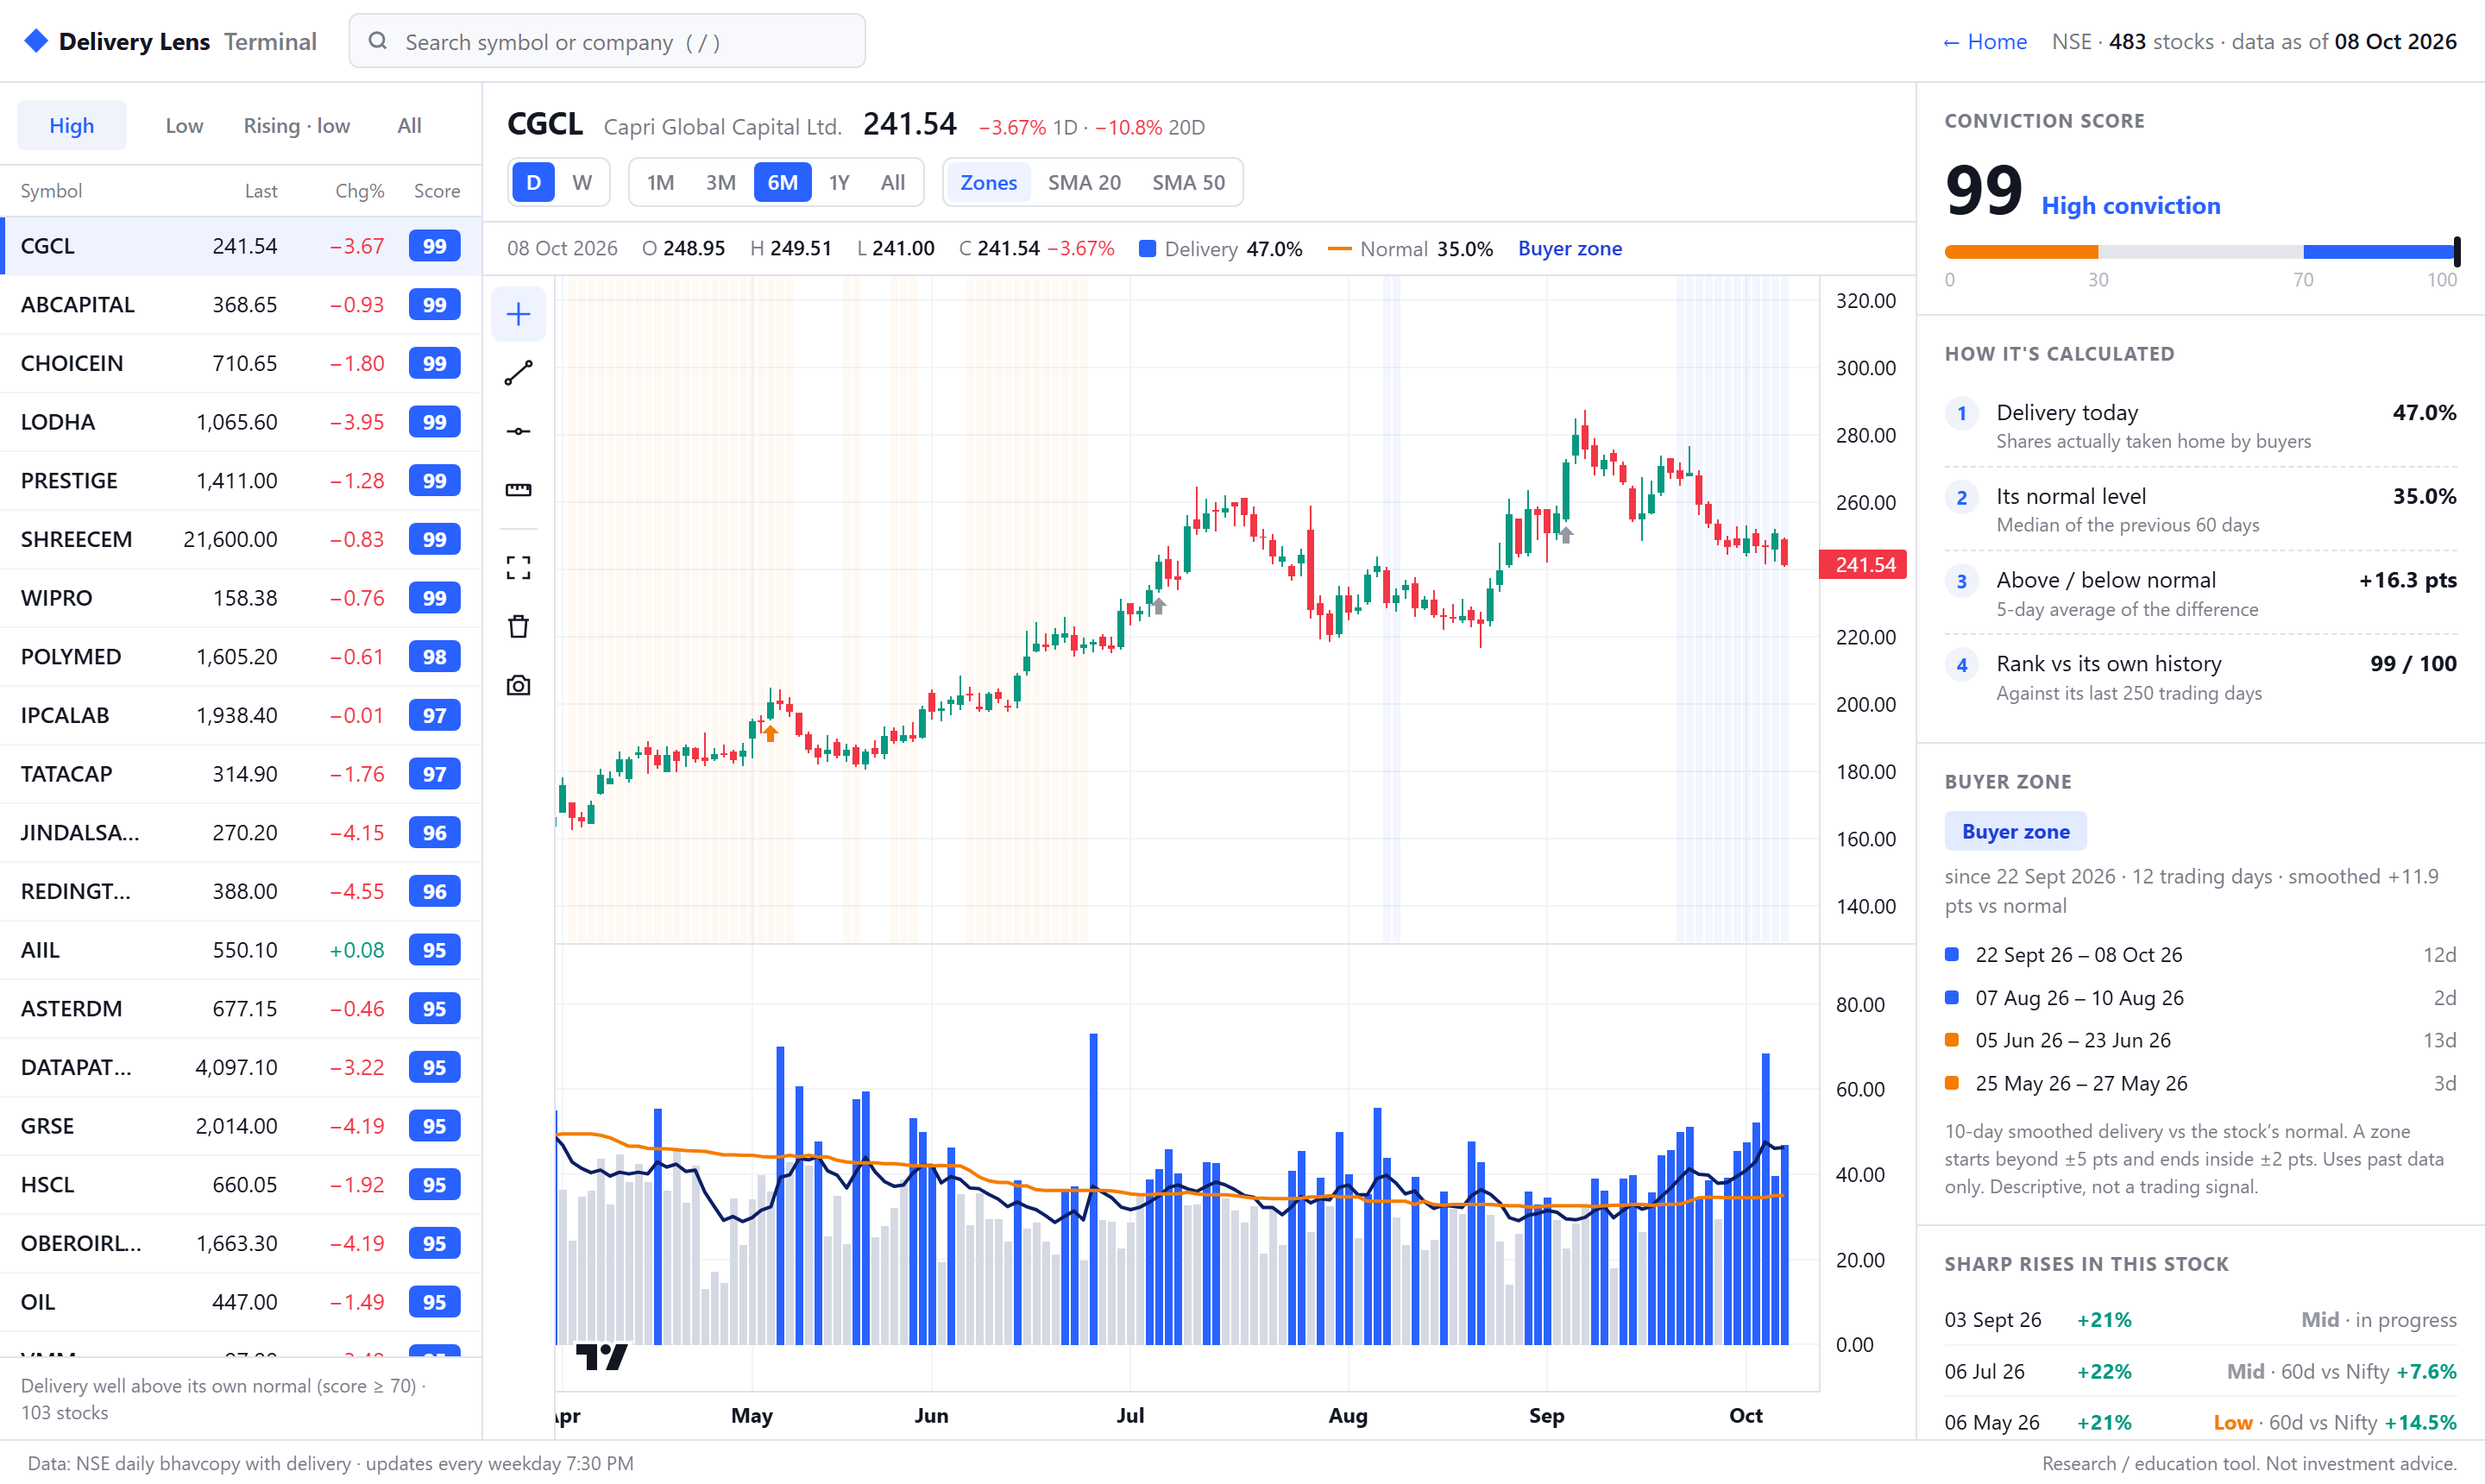 Delivery Lens Terminal
Search symbol or company ( / )
← Home NSE · 483 stocks · data as of 08 Oct 2026
High Low Rising · low All
Symbol Last Chg% Score
CGCL 241.54 −3.67 99
ABCAPITAL 368.65 −0.93 99
CHOICEIN 710.65 −1.80 99
LODHA 1,065.60 −3.95 99
PRESTIGE 1,411.00 −1.28 99
SHREECEM 21,600.00 −0.83 99
WIPRO 158.38 −0.76 99
POLYMED 1,605.20 −0.61 98
IPCALAB 1,938.40 −0.01 97
TATACAP 314.90 −1.76 97
JINDALSA... 270.20 −4.15 96
REDINGT... 388.00 −4.55 96
AIIL 550.10 +0.08 95
ASTERDM 677.15 −0.46 95
DATAPAT... 4,097.10 −3.22 95
GRSE 2,014.00 −4.19 95
HSCL 660.05 −1.92 95
OBEROIRL... 1,663.30 −4.19 95
OIL 447.00 −1.49 95
Delivery well above its own normal (score ≥ 70) ·
103 stocks
CGCL Capri Global Capital Ltd. 241.54 −3.67% 1D · −10.8% 20D
D W 1M 3M 6M 1Y All Zones SMA 20 SMA 50
08 Oct 2026 O 248.95 H 249.51 L 241.00 C 241.54 −3.67% Delivery 47.0% Normal 35.0% Buyer zone
320.00
300.00
280.00
260.00
241.54
220.00
200.00
180.00
160.00
140.00
80.00
60.00
40.00
20.00
0.00
May Jun Jul Aug Sep Oct
CONVICTION SCORE
99 High conviction
0 30 70 100
HOW IT'S CALCULATED
1 Delivery today 47.0%
Shares actually taken home by buyers
2 Its normal level 35.0%
Median of the previous 60 days
3 Above / below normal +16.3 pts
5-day average of the difference
4 Rank vs its own history 99 / 100
Against its last 250 trading days
BUYER ZONE
Buyer zone
since 22 Sept 2026 · 12 trading days · smoothed +11.9
pts vs normal
22 Sept 26 – 08 Oct 26 12d
07 Aug 26 – 10 Aug 26 2d
05 Jun 26 – 23 Jun 26 13d
25 May 26 – 27 May 26 3d
10-day smoothed delivery vs the stock’s normal. A zone
starts beyond ±5 pts and ends inside ±2 pts. Uses past data
only. Descriptive, not a trading signal.
SHARP RISES IN THIS STOCK
03 Sept 26 +21% Mid · in progress
06 Jul 26 +22% Mid · 60d vs Nifty +7.6%
06 May 26 +21% Low · 60d vs Nifty +14.5%
Data: NSE daily bhavcopy with delivery · updates every weekday 7:30 PM
Research / education tool. Not investment advice.